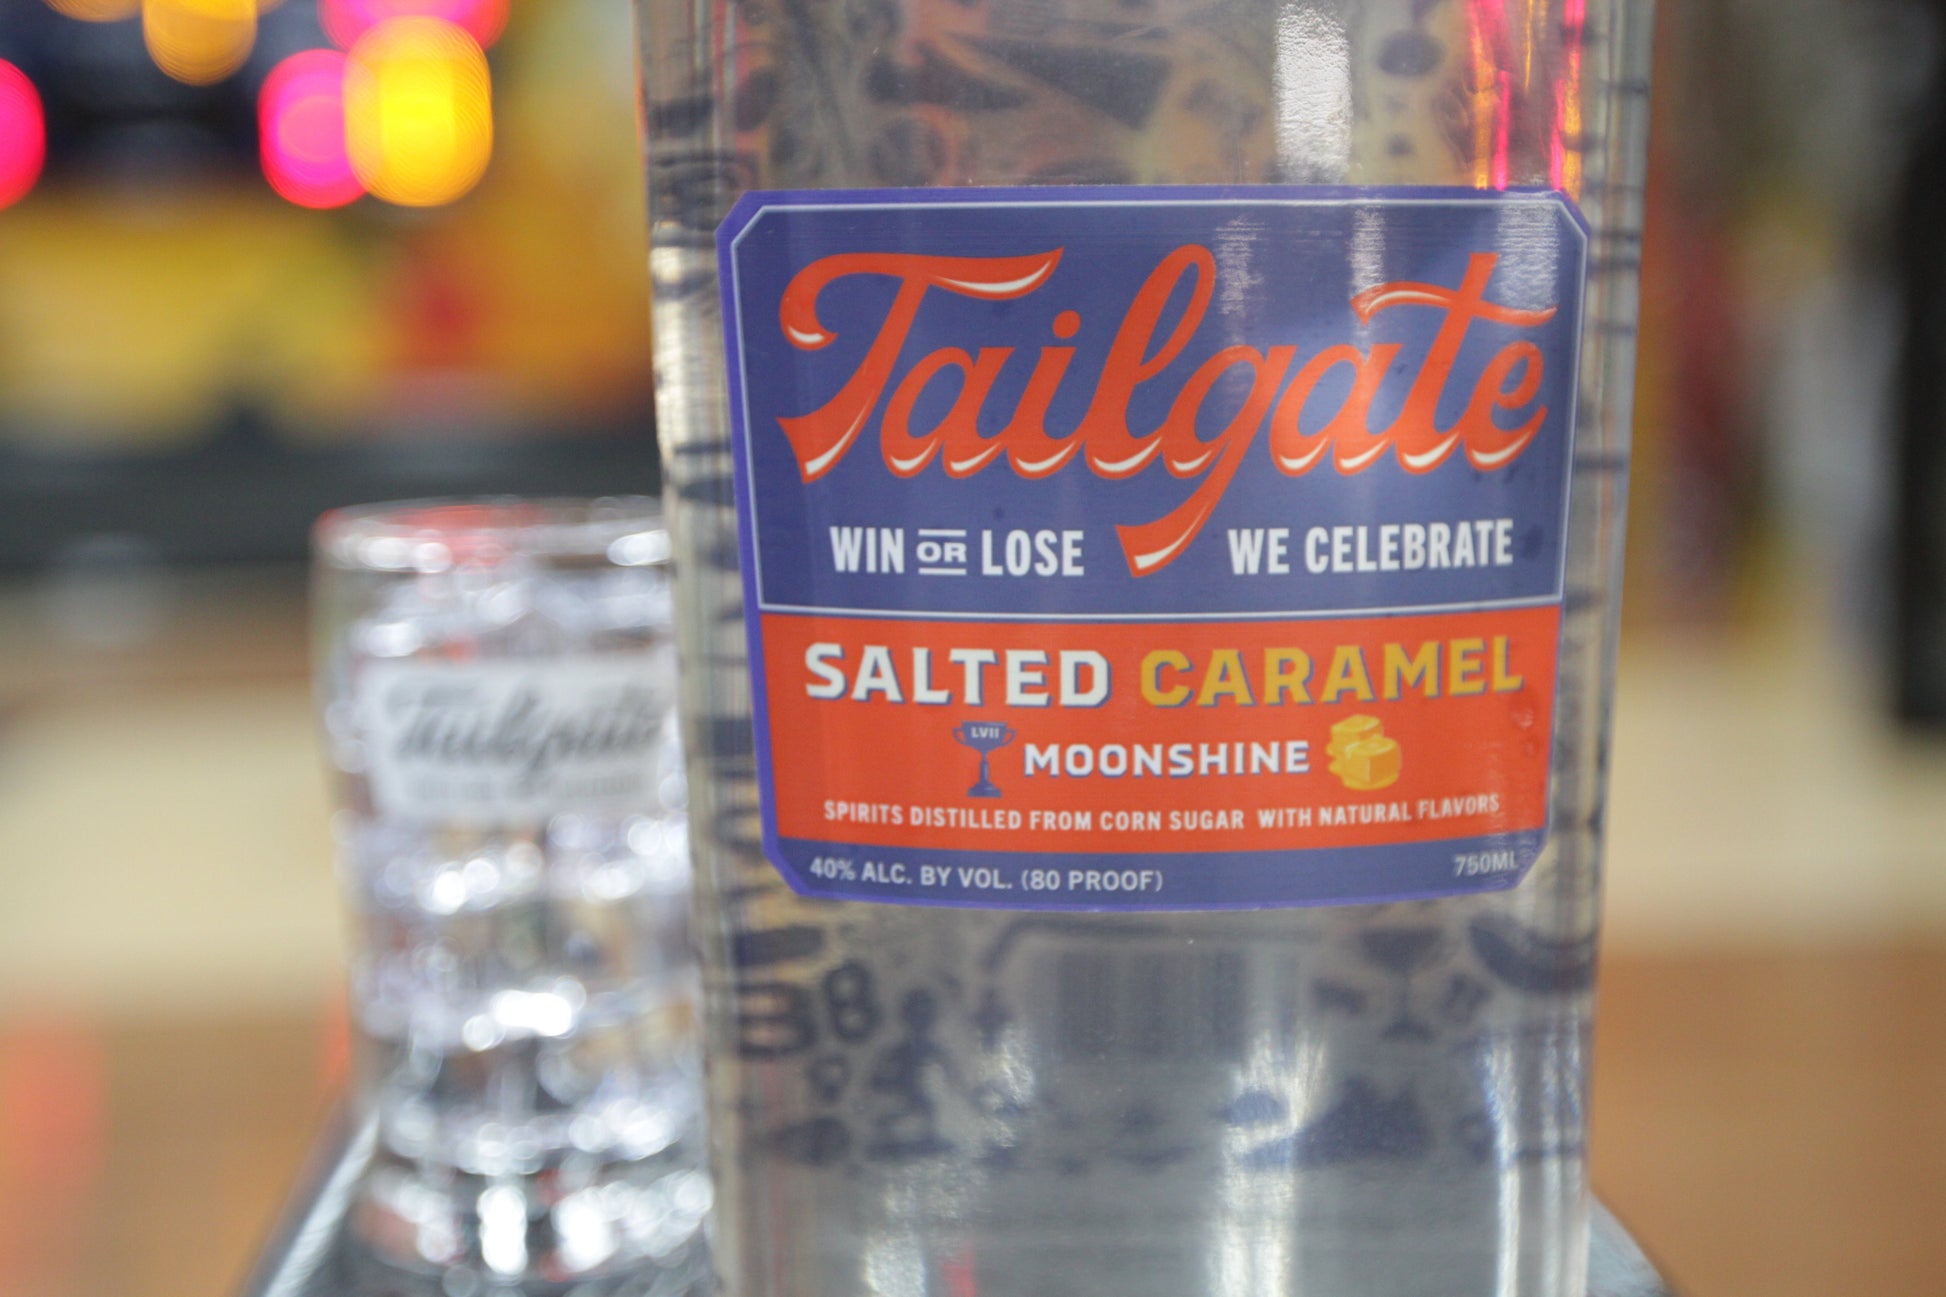 Tailgate
WIN OR LOSE WE CELEBRATE
SALTED CARAMEL
LVII
MOONSHINE
SPIRITS DISTILLED FROM CORN SUGAR WITH NATURAL FLAVORS
40% ALC. BY VOL. (80 PROOF) 750ML
Tailgate